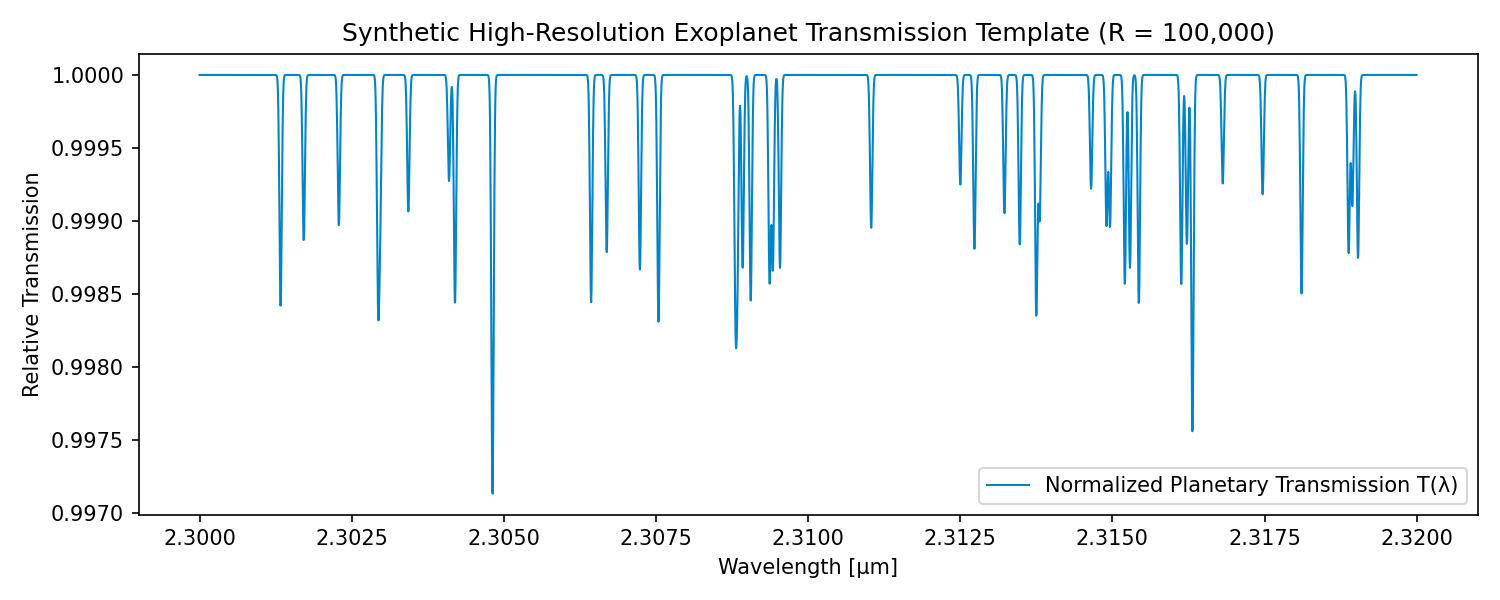 Synthetic High-Resolution Exoplanet Transmission Template (R = 100,000)
Relative Transmission
1.0000
0.9995
0.9990
0.9985
0.9980
0.9975
0.9970
Normalized Planetary Transmission T(λ)
2.3000 2.3025 2.3050 2.3075 2.3100 2.3125 2.3150 2.3175 2.3200
Wavelength [μm]